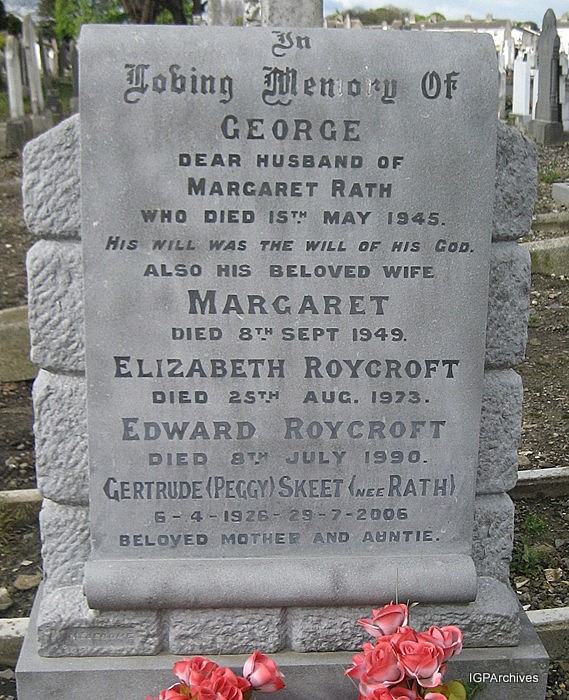 In
Loving Memory Of
GEORGE
DEAR HUSBAND OF
MARGARET RATH
WHO DIED 15TH MAY 1945.
HIS WILL WAS THE WILL OF HIS GOD.
ALSO HIS BELOVED WIFE
MARGARET
DIED 8TH SEPT 1949.
ELIZABETH ROYCROFT
DIED 25TH AUG. 1973.
EDWARD ROYCROFT
DIED 8TH JULY 1990.
GERTRUDE (PEGGY) SKEET (NEE RATH)
6-4-1926-29-7-2006
BELOVED MOTHER AND AUNTIE.
IGPArchives